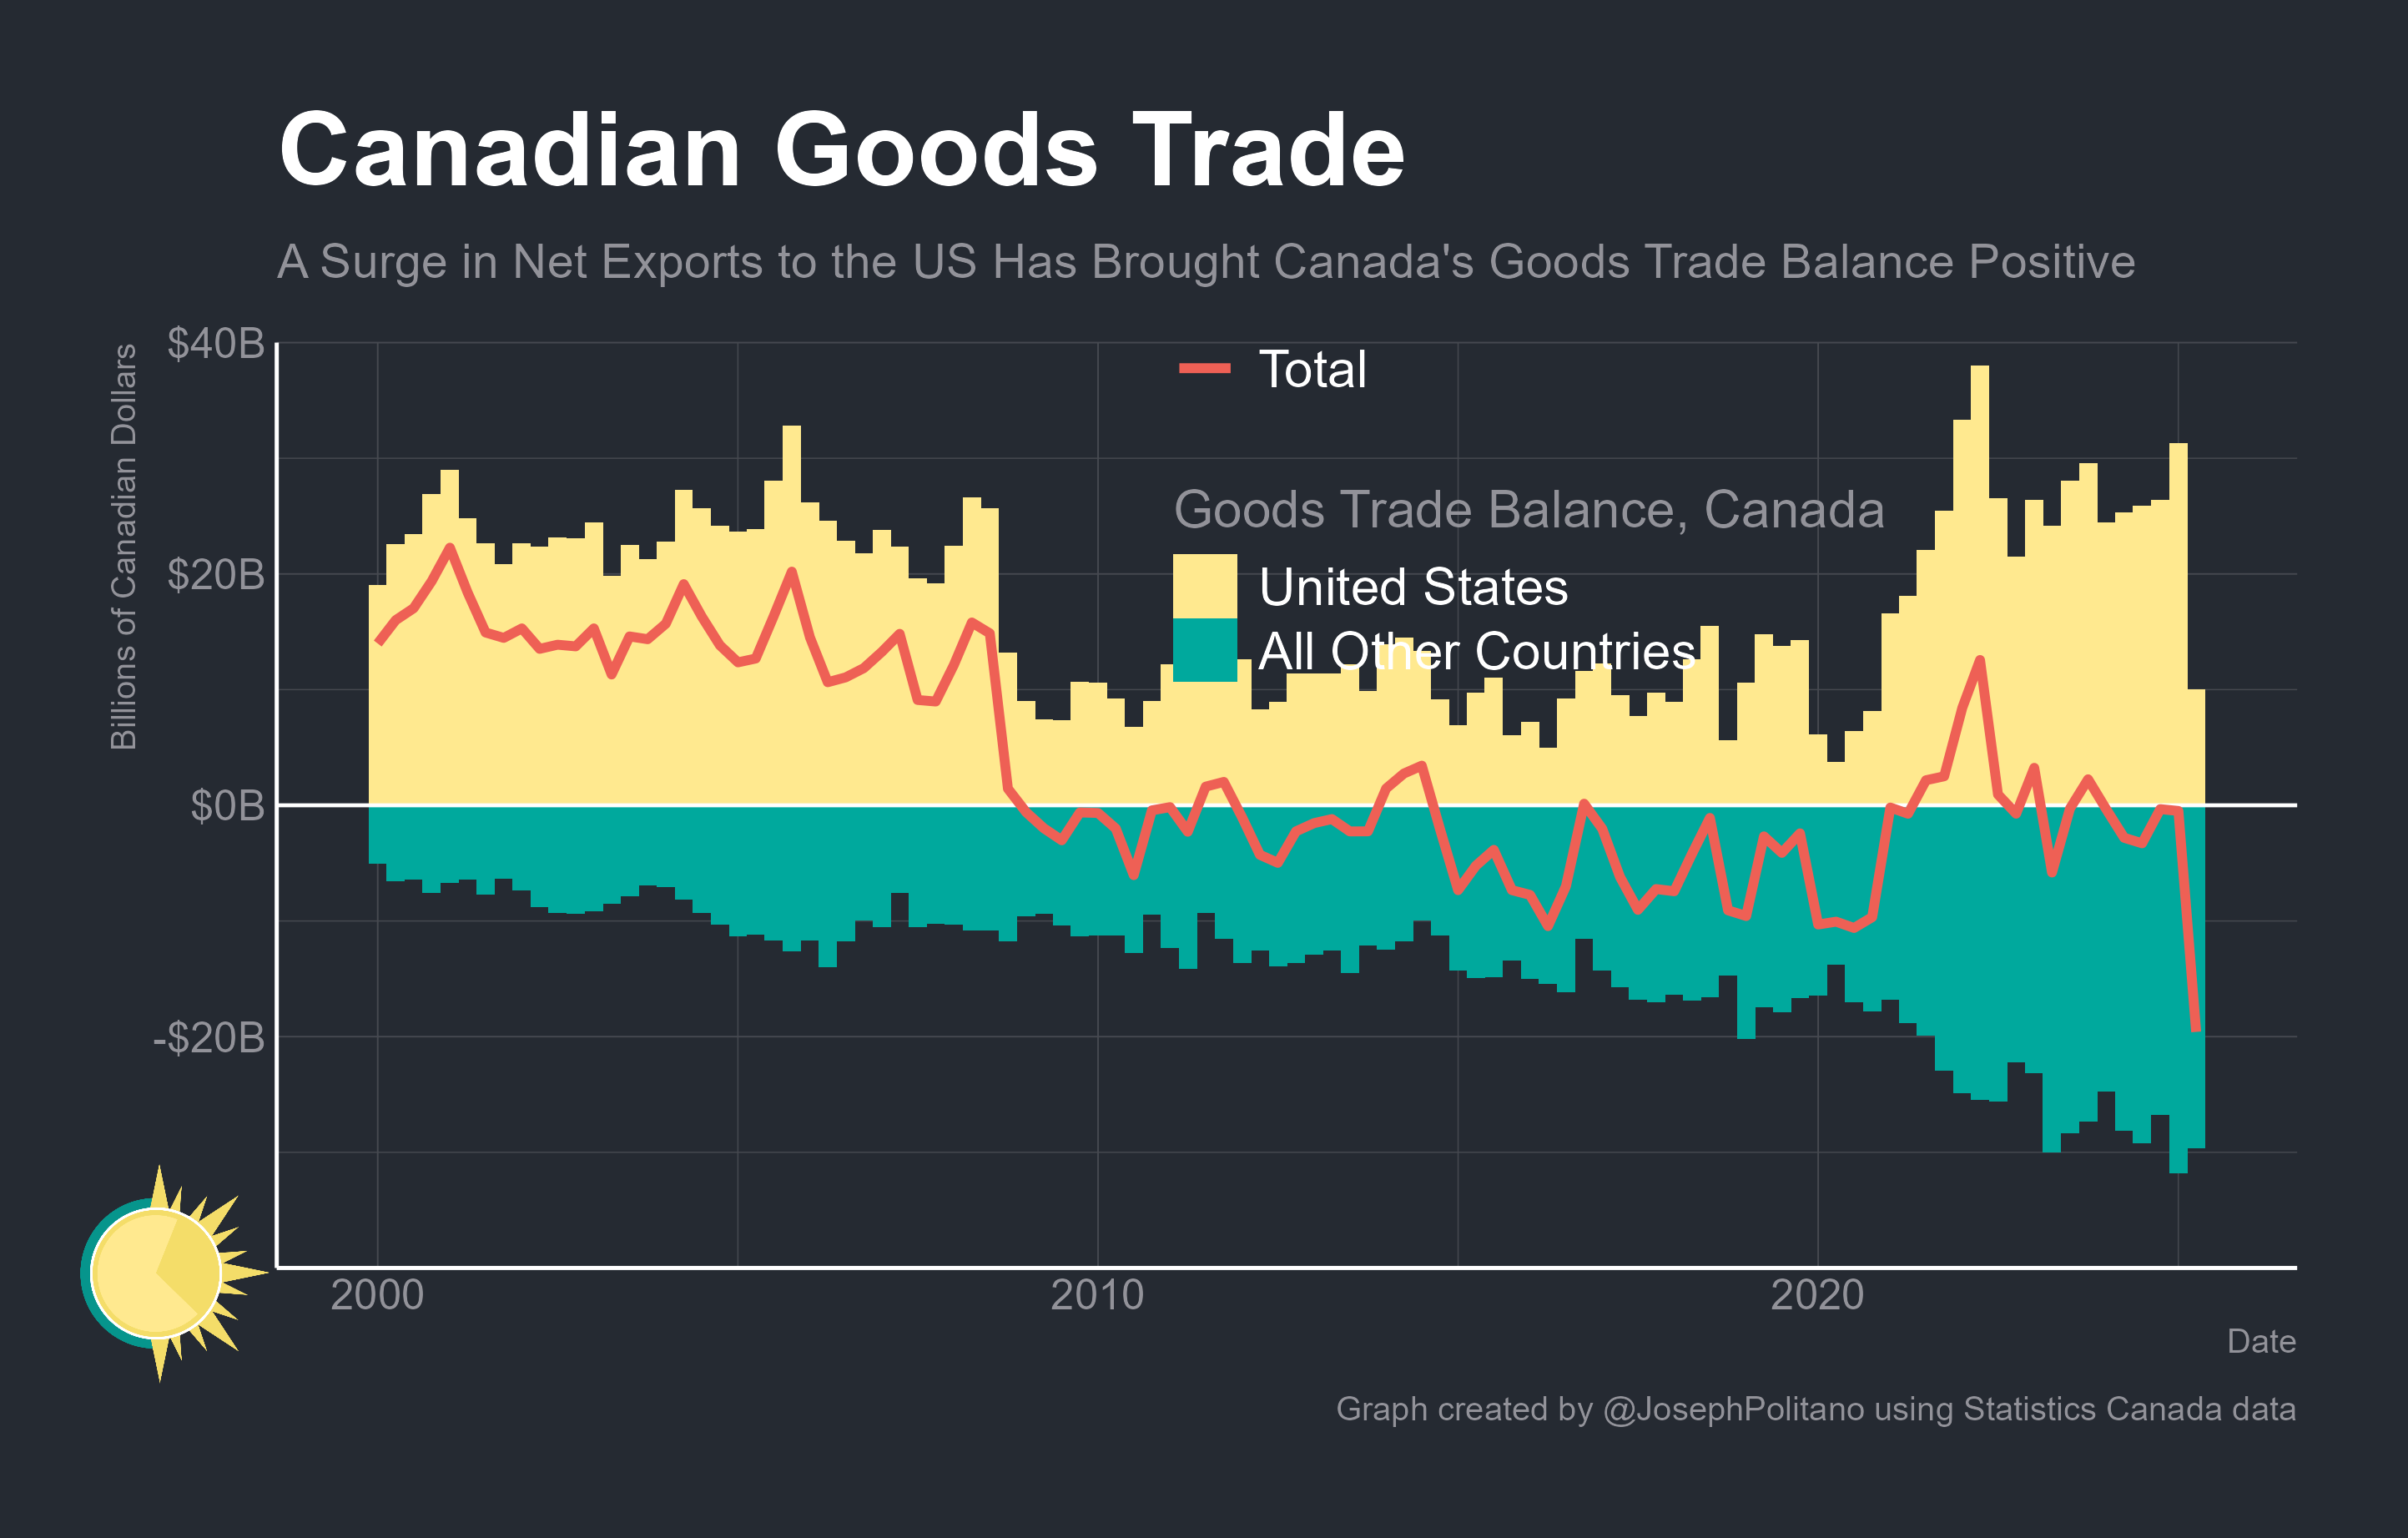 Canadian Goods Trade
A Surge in Net Exports to the US Has Brought Canada's Goods Trade Balance Positive
Billions of Canadian Dollars
$40B
$20B
$0B
-$20B
Total
Goods Trade Balance, Canada
United States
All Other Countries
2000
2010
2020
Date
Graph created by @JosephPolitano using Statistics Canada data